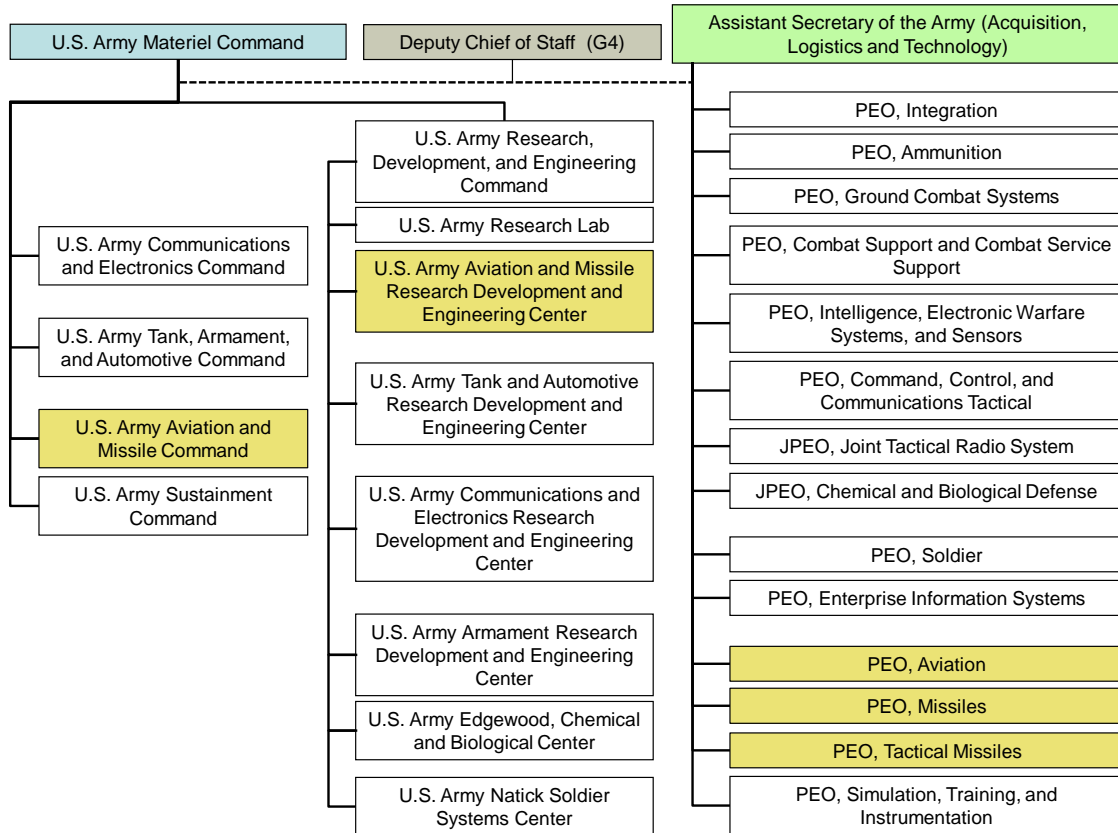 U.S. Army Materiel Command
Deputy Chief of Staff (G4)
Assistant Secretary of the Army (Acquisition,
Logistics and Technology)
U.S. Army Communications
and Electronics Command
U.S. Army Tank, Armament,
and Automotive Command
U.S. Army Aviation and
Missile Command
U.S. Army Sustainment
Command
U.S. Army Research,
Development, and Engineering
Command
U.S. Army Research Lab
U.S. Army Aviation and Missile
Research Development and
Engineering Center
U.S. Army Tank and Automotive
Research Development and
Engineering Center
U.S. Army Communications and
Electronics Research
Development and Engineering
Center
U.S. Army Armament Research
Development and Engineering
Center
U.S. Army Edgewood, Chemical
and Biological Center
U.S. Army Natick Soldier
Systems Center
PEO, Integration
PEO, Ammunition
PEO, Ground Combat Systems
PEO, Combat Support and Combat Service
Support
PEO, Intelligence, Electronic Warfare
Systems, and Sensors
PEO, Command, Control, and
Communications Tactical
JPEO, Joint Tactical Radio System
JPEO, Chemical and Biological Defense
PEO, Soldier
PEO, Enterprise Information Systems
PEO, Aviation
PEO, Missiles
PEO, Tactical Missiles
PEO, Simulation, Training, and
Instrumentation